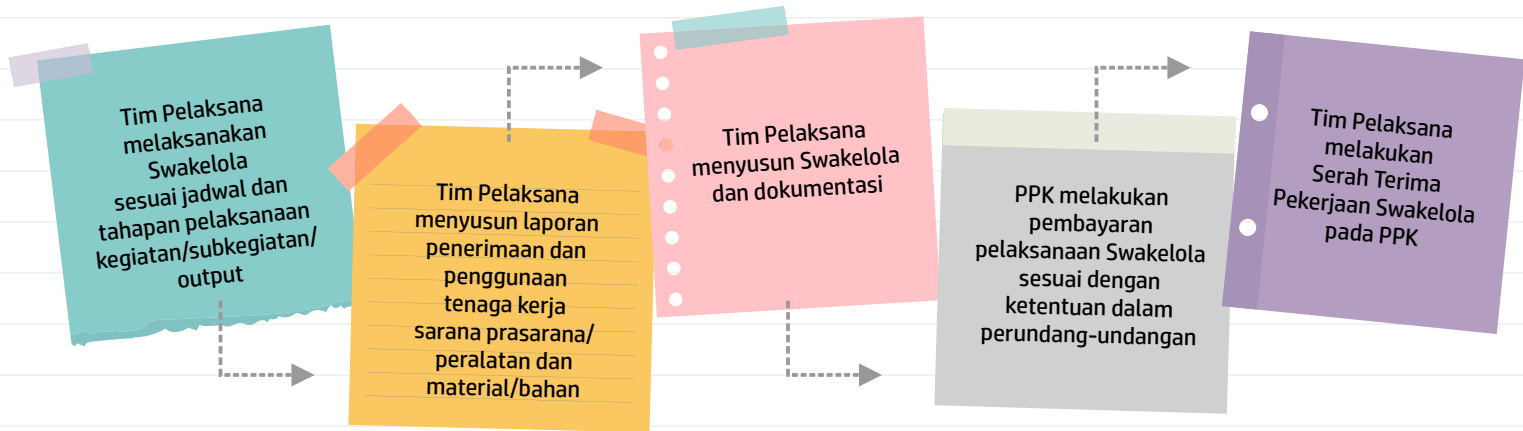 Tim Pelaksana
melaksanakan
Swakelola
sesuai jadwal dan
tahapan pelaksanaan
kegiatan/subkegiatan/
output
Tim Pelaksana
menyusun laporan
penerimaan dan
penggunaan
tenaga kerja
sarana prasarana/
peralatan dan
material/bahan
Tim Pelaksana
menyusun Swakelola
dan dokumentasi
PPK melakukan
pembayaran
pelaksanaan Swakelola
sesuai dengan
ketentuan dalam
perundang-undangan
Tim Pelaksana
melakukan
Serah Terima
Pekerjaan Swakelola
pada PPK